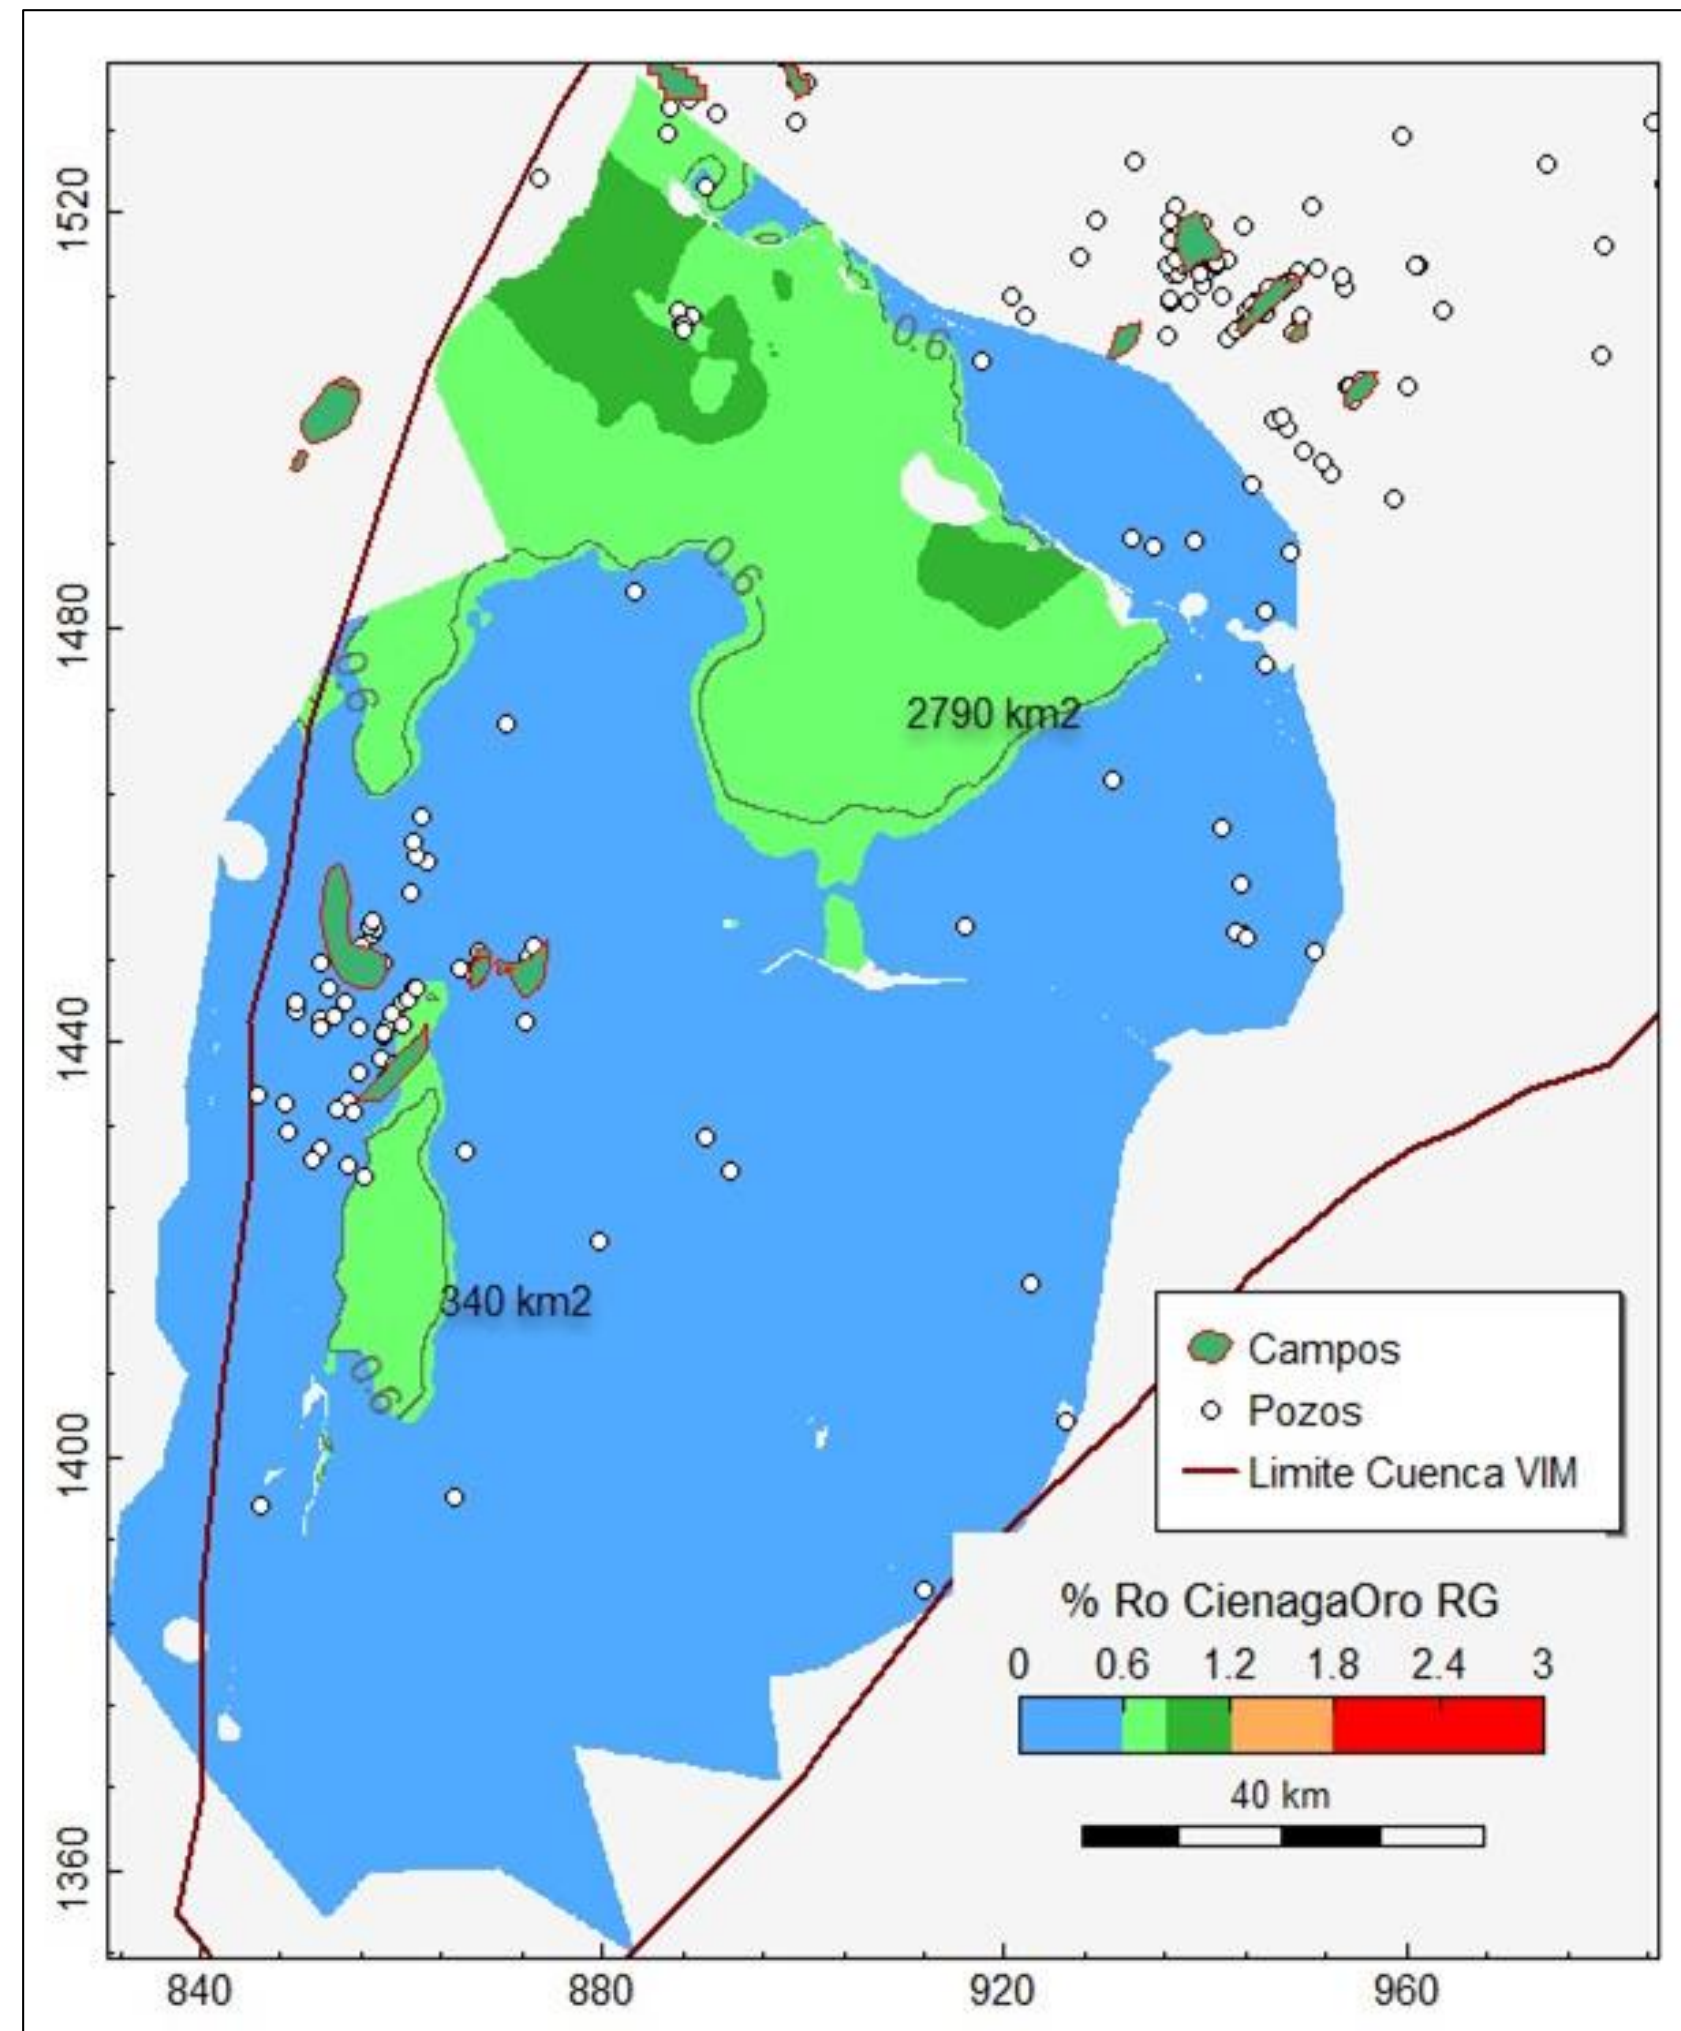 1520
1480
1440
1400
1360
840
880
920
960
0.6
0.6
0.6
2790 km2
340 km2
0.6
Campos
Pozos
Limite Cuenca VIM
% Ro CienagaOro RG
0 0.6 1.2 1.8 2.4 3
40 km